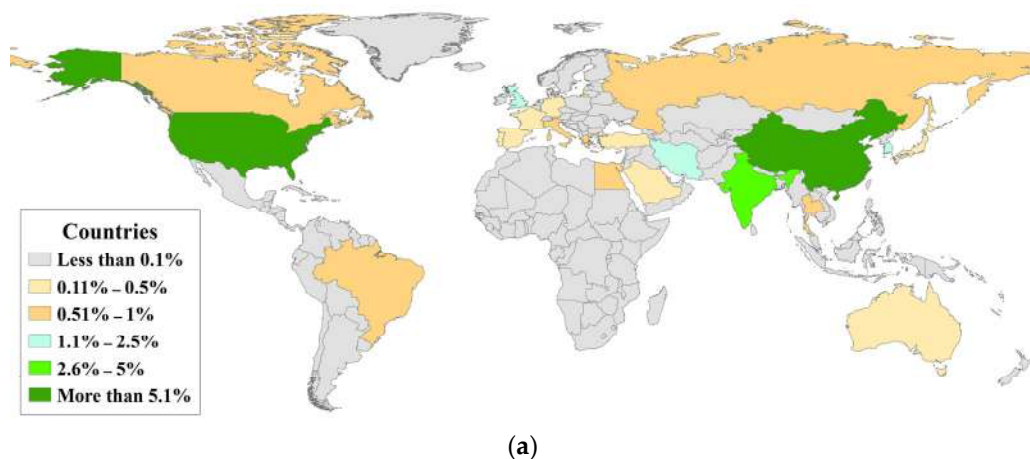 Countries
Less than 0.1%
0.11% – 0.5%
0.51% – 1%
1.1% – 2.5%
2.6% – 5%
More than 5.1%
(a)